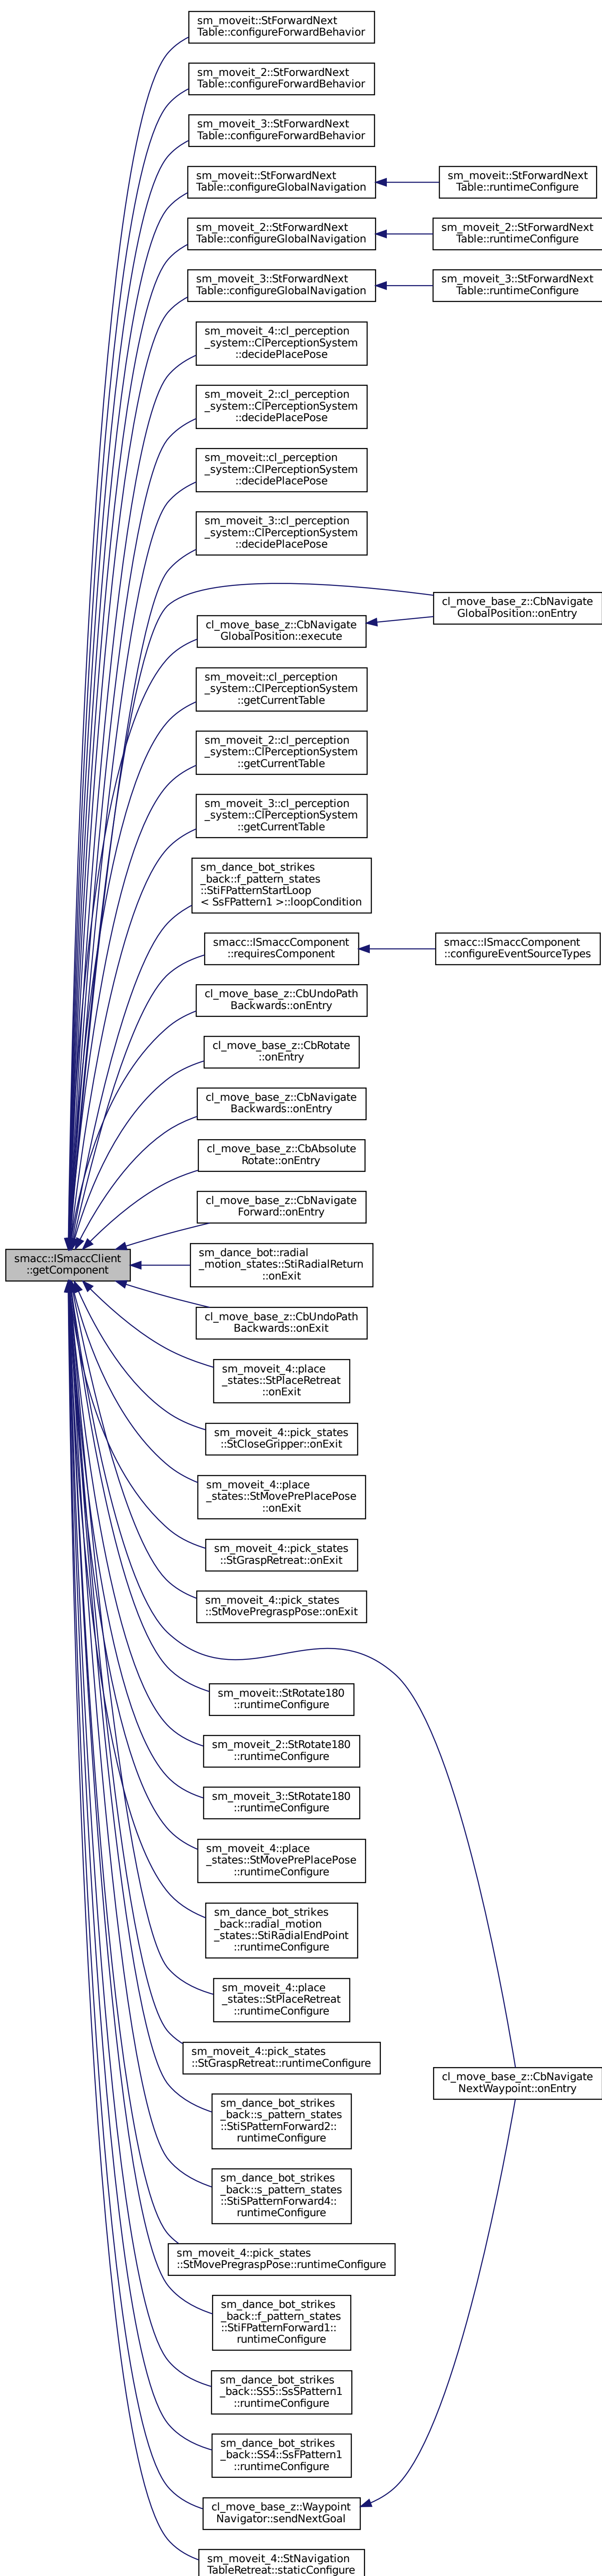 sm_moveit::StForwardNext
Table::configureForwardBehavior
sm_moveit_2::StForwardNext
Table::configureForwardBehavior
sm_moveit_3::StForwardNext
Table::configureForwardBehavior
sm_moveit::StForwardNext
Table::configureGlobalNavigation
sm_moveit::StForwardNext
Table::runtimeConfigure
sm_moveit_2::StForwardNext
Table::configureGlobalNavigation
sm_moveit_2::StForwardNext
Table::runtimeConfigure
sm_moveit_3::StForwardNext
Table::configureGlobalNavigation
sm_moveit_3::StForwardNext
Table::runtimeConfigure
sm_moveit_4::cl_perception
_system::ClPerceptionSystem
::decidePlacePose
sm_moveit_2::cl_perception
_system::ClPerceptionSystem
::decidePlacePose
sm_moveit::cl_perception
_system::ClPerceptionSystem
::decidePlacePose
sm_moveit_3::cl_perception
_system::ClPerceptionSystem
::decidePlacePose
cl_move_base_z::CbNavigate
GlobalPosition::onEntry
cl_move_base_z::CbNavigate
GlobalPosition::execute
sm_moveit::cl_perception
_system::ClPerceptionSystem
::getCurrentTable
sm_moveit_2::cl_perception
_system::ClPerceptionSystem
::getCurrentTable
sm_moveit_3::cl_perception
_system::ClPerceptionSystem
::getCurrentTable
sm_dance_bot_strikes
_back::f_pattern_states
::StiFPatternStartLoop
< SsFPattern1 >::loopCondition
smacc::ISmaccComponent
::requiresComponent
smacc::ISmaccComponent
::configureEventSourceTypes
cl_move_base_z::CbUndoPath
Backwards::onEntry
cl_move_base_z::CbRotate
::onEntry
cl_move_base_z::CbNavigate
Backwards::onEntry
cl_move_base_z::CbAbsolute
Rotate::onEntry
cl_move_base_z::CbNavigate
Forward::onEntry
smacc::ISmaccClient
::getComponent
sm_dance_bot::radial
_motion_states::StiRadialReturn
::onExit
cl_move_base_z::CbUndoPath
Backwards::onExit
sm_moveit_4::place
_states::StPlaceRetreat
::onExit
sm_moveit_4::pick_states
::StCloseGripper::onExit
sm_moveit_4::place
_states::StMovePrePlacePose
::onExit
sm_moveit_4::pick_states
::StGraspRetreat::onExit
sm_moveit_4::pick_states
::StMovePregraspPose::onExit
sm_moveit::StRotate180
::runtimeConfigure
sm_moveit_2::StRotate180
::runtimeConfigure
sm_moveit_3::StRotate180
::runtimeConfigure
sm_moveit_4::place
_states::StMovePrePlacePose
::runtimeConfigure
sm_dance_bot_strikes
_back::radial_motion
_states::StiRadialEndPoint
::runtimeConfigure
sm_moveit_4::place
_states::StPlaceRetreat
::runtimeConfigure
sm_moveit_4::pick_states
::StGraspRetreat::runtimeConfigure
cl_move_base_z::CbNavigate
NextWaypoint::onEntry
sm_dance_bot_strikes
_back::s_pattern_states
::StiSPatternForward2::
runtimeConfigure
sm_dance_bot_strikes
_back::s_pattern_states
::StiSPatternForward4::
runtimeConfigure
sm_moveit_4::pick_states
::StMovePregraspPose::runtimeConfigure
sm_dance_bot_strikes
_back::f_pattern_states
::StiFPatternForward1::
runtimeConfigure
sm_dance_bot_strikes
_back::SS5::SsSPattern1
::runtimeConfigure
sm_dance_bot_strikes
_back::SS4::SsFPattern1
::runtimeConfigure
cl_move_base_z::Waypoint
Navigator::sendNextGoal
sm_moveit_4::StNavigation
TableRetreat::staticConfigure